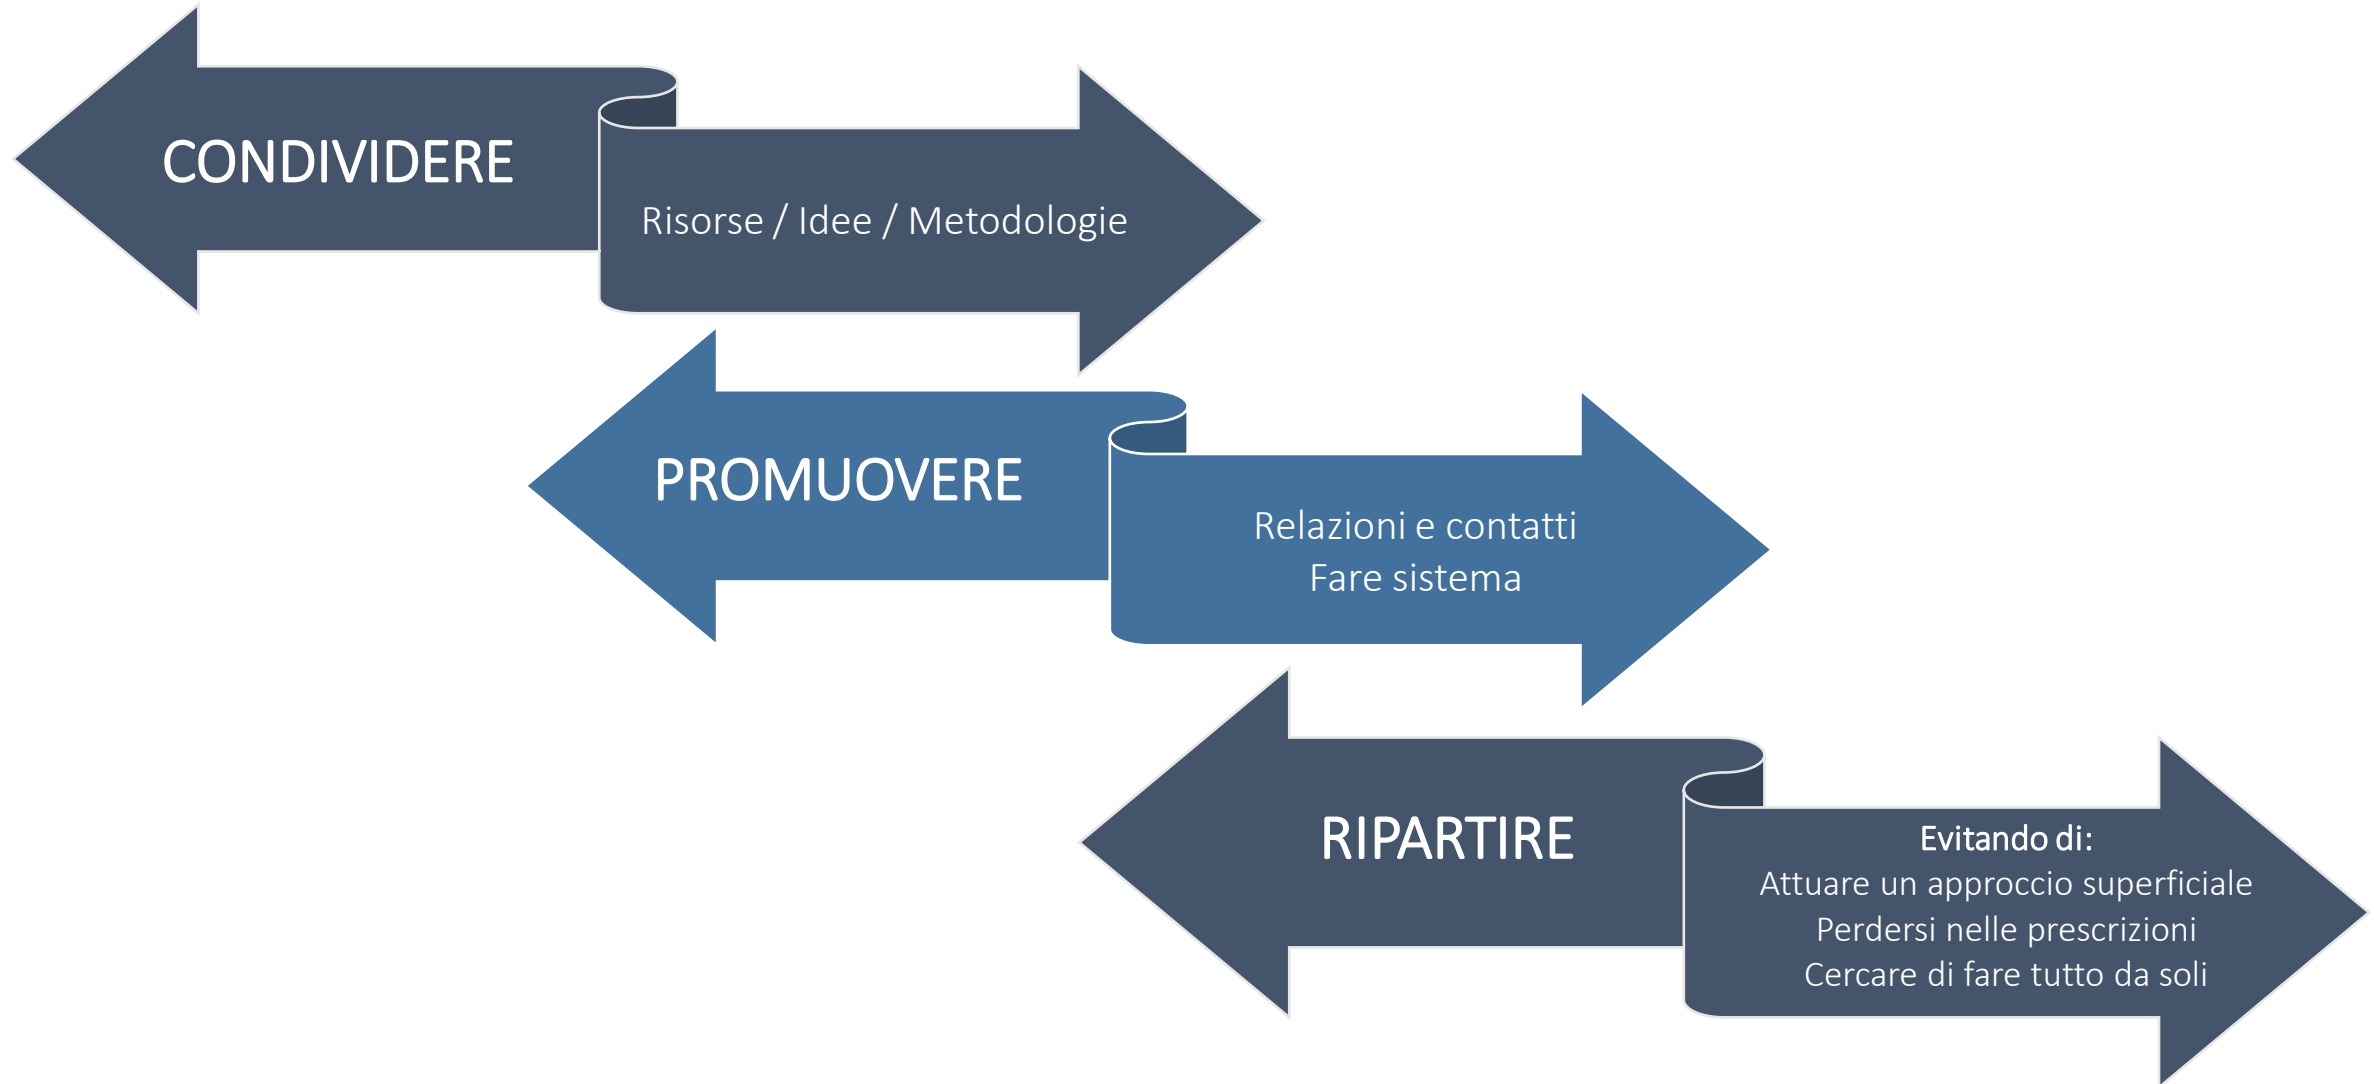 CONDIVIDERE
Risorse / Idee / Metodologie
PROMUOVERE
Relazioni e contatti
Fare sistema
RIPARTIRE
Evitando di:
Attuare un approccio superficiale
Perdersi nelle prescrizioni
Cercare di fare tutto da soli